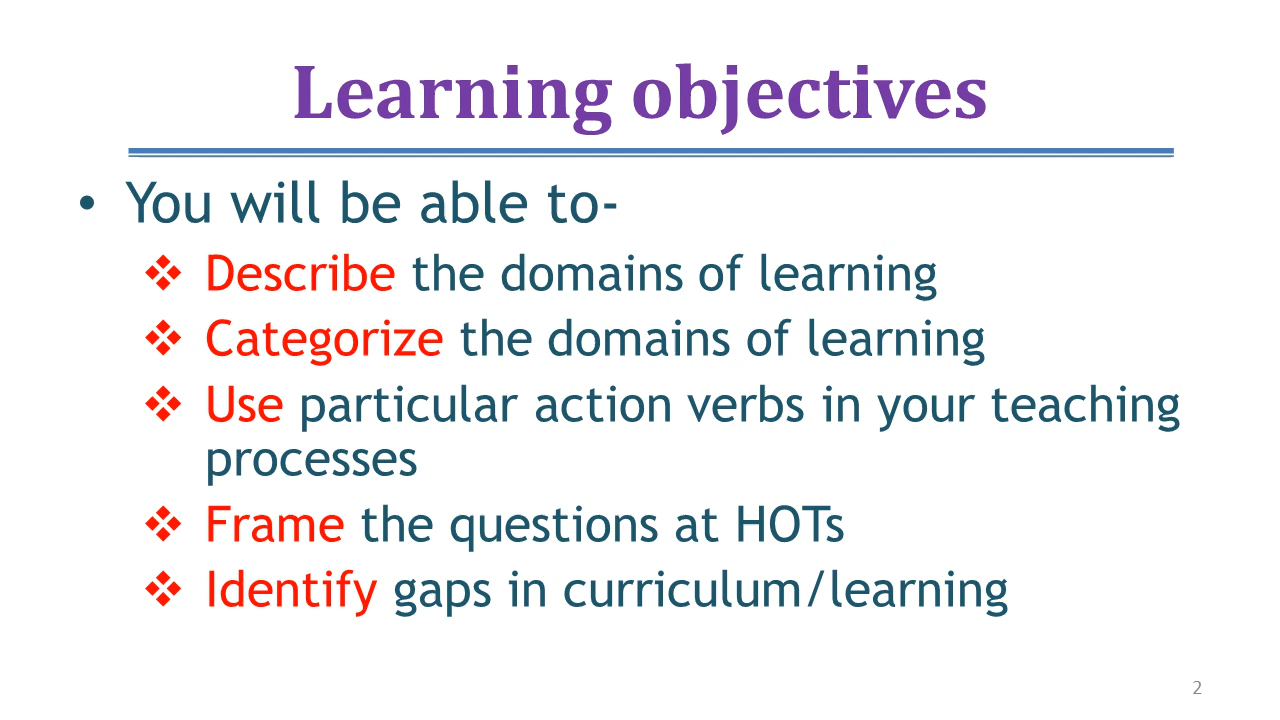 Learning objectives
• You will be able to-
❖ Describe the domains of learning
❖ Categorize the domains of learning
❖ Use particular action verbs in your teaching
processes
❖ Frame the questions at HOTs
❖ Identify gaps in curriculum/learning
2